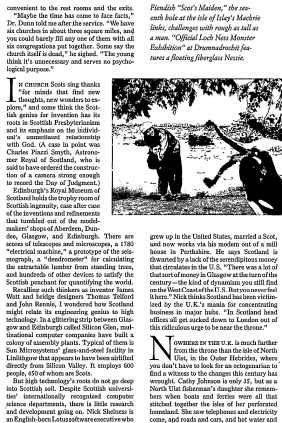 convenient to the rest rooms and the exits.
"Maybe the time has come to face facts,"
Dr. Dunn told me after the service. "We have
six churches in about three square miles, and
you could barely fill any one of them with all
six congregations put together. Some say the
church itself is dead," he sighed. "The young
think it's unnecessary and serves no psycho-
logical purpose."
IN CHURCH Scots sing thanks
"for minds that find new
thoughts, new wonders to ex-
plore," and some think the Scot-
tish genius for invention has its
roots in Scottish Presbyterianism
and its emphasis on the individ-
ual's unmediated relationship
with God. (A case in point was
Charles Piazzi Smyth, Astrono-
mer Royal of Scotland, who is
said to have ordered the construc-
tion of a camera strong enough
to record the Day of Judgment.)
Edinburgh's Royal Museum of
Scotland holds the trophy room of
Scottish ingenuity, case after case
of the inventions and refinements
that tumbled out of the model-
makers' shops of Aberdeen, Dun-
dee, Glasgow, and Edinburgh. There are
scores of telescopes and microscopes, a 1780
"electrical machine," a prototype of the seis-
mograph, a "dendrometer" for calculating
the extractable lumber from standing trees,
and hundreds of other devices to satisfy the
Scottish penchant for quantifying the world.
Recalling such thinkers as inventor James
Watt and bridge designers Thomas Telford
and John Rennie, I wondered how Scotland
might relate its engineering genius to high
technology. In a glittering strip between Glas-
gow and Edinburgh called Silicon Glen, mul-
tinational computer companies have built a
colony of assembly plants. Typical of them is
Sun Microsystems' glass-and-steel facility in
Linlithgow that appears to have been airlifted
directly from Silicon Valley. It employs 600
people, 450 of whom are Scots.
But high technology's roots do not go deep
into Scottish soil. Despite Scottish universi-
ties' internationally recognized computer
science departments, there is little research
and development going on. Nick Shelness is
an English-born Lotus software executive who
Fiendish "Scot's Maiden," the sev-
enth hole at the isle of Islay's Machrie
links, challenges with rough as tall as
a man. "Official Loch Ness Monster
Exhibition" at Drumnadrochit fea-
tures a floating fiberglass Nessie.
grew up in the United States, married a Scot,
and now works via his modem out of a mill
house in Perthshire. He says Scotland is
thwarted by a lack of the serendipitous money
that circulates in the U.S. "There was a lot of
that sort of money in Glasgow at the turn of the
century—the kind of dynamism you still find
on the West Coast of the U.S. But you never feel
it here." Nick thinks Scotland has been victim-
ized by the U.K.'s mania for concentrating
business in major hubs. "In Scotland head
offices all get sucked down to London out of
this ridiculous urge to be near the throne."
NOWHERE IN THE U.K. is much farther
from the throne than the isle of North
Uist, in the Outer Hebrides, where
you don't have to look for an octogenarian to
find a witness to the changes this century has
wrought. Cathy Johnson is only 35, but as a
North Uist fisherman's daughter she remem-
bers when boats and ferries were all that
stitched together the isles of her perforated
homeland. She saw telephones and electricity
come, and roads and cars, and hot water and